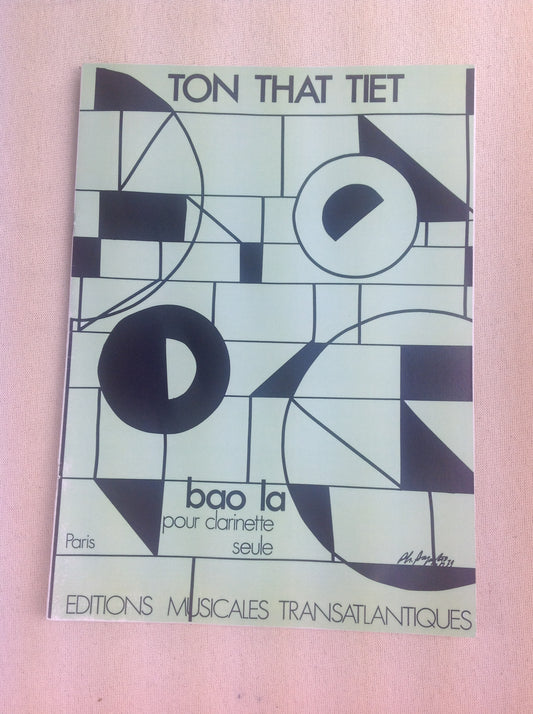 TON THAT TIET
bao la
pour clarinette
seule
Paris
EDITIONS MUSICALES TRANSATLANTIQUES